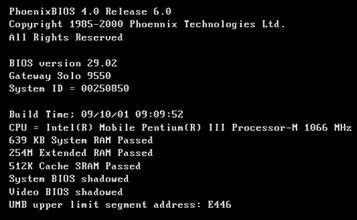 PhoenixBIOS 4.0 Release 6.0
Copyright 1985-2000 Phoennix Technologies Ltd.
All Rights Reserved
BIOS version 29.02
Gateway Solo 9550
System ID = 00250850
Build Time; 09/10/01 09:09:52
CPU = Intel(R) Mobile Pentium(R) III Processor-M 1066 MHz
639 KB System RAM Passed
254M Extended RAM Passed
512K Cache SRAM Passed
System BIOS shadowed
Video BIOS shadowed
UMB upper limit segment address: E446